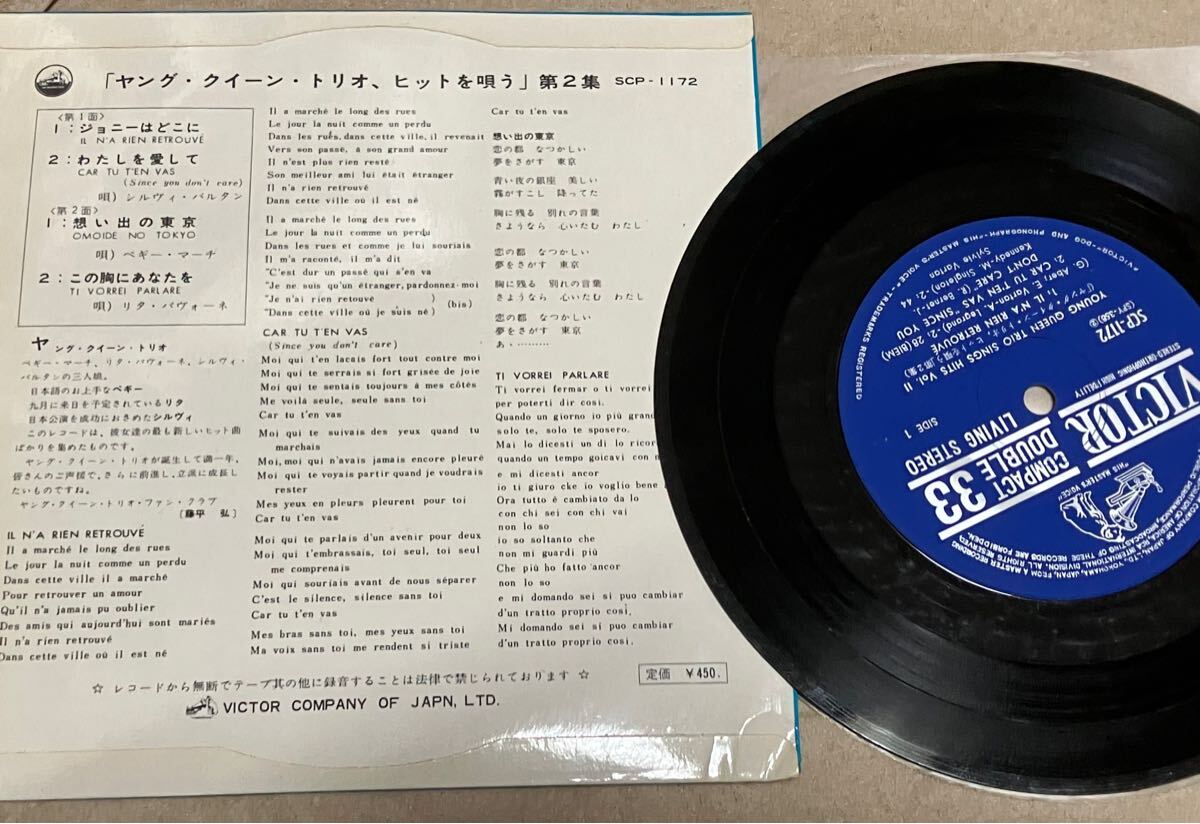 「ヤング・クイーン・トリオ、ヒットを唄う」第2集 SCP-1172
〈第1面〉
1：ジョニーはどこに
IL N'A RIEN RETROUVÉ
2：わたしを愛して
CAR TU T'EN VAS
(Since you don't care)
唄）シルヴィ・バルタン
〈第2面〉
1：想い出の東京
OMOIDE NO TOKYO
唄）ペギー・マーチ
2：この胸にあなたを
TI VORREI PARLARE
唄）リタ・パヴォーネ
ヤング・クイーン・トリオ
ペギー・マーチ、リタ・パヴォーネ、シルヴィ・
バルタンの三人娘。
日本語のお上手なペギー
九月に来日を予定されているリタ
日本公演を成功におさめたシルヴィ
このレコードは、彼女達の最も新しいヒット曲
ばかりを集めたものです。
ヤング・クイーン・トリオが誕生して満一年、
皆さんのご声援で、さらに前進し、立派に成長し
たいものですね。
ヤング・クイーン・トリオ・ファン・クラブ
〔藤平 弘〕
IL N'A RIEN RETROUVÉ
Il a marché le long des rues
Le jour la nuit comme un perdu
Dans cette ville il a marché
Pour retrouver un amour
Qu'il n'a jamais pu oublier
Des amis qui aujourd'hui sont mariés
Il n'a rien retrouvé
Dans cette ville où il est né
Il a marché le long des rues
Le jour la nuit comme un perdu
Dans les rues, dans cette ville, il revenait
Vers son passé, à son grand amour
Il n'est plus rien resté
Son meilleur ami lui était étranger
Il n'a rien retrouvé
Dans cette ville où il est né
Il a marché le long des rues
Le jour la nuit comme un perdu
Dans les rues et comme je lui souriais
Il m'a raconté, il m'a dit
"C'est dur un passé qui s'en va
"Je ne suis qu'un étranger, pardonnez-moi
"Je n'ai rien retouve )
"Dans cette ville où je suis né) (bis)
CAR TU T'EN VAS
(Since you don't care)
Moi qui t'en lacais fort tout contre moi
Moi qui te serrais si fort grisée de joie
Moi qui te sentais toujours à mes côtés
Me voilà seule, seule sans toi
Car tu t'en vas
Moi qui te suivais des yeux quand tu
marchais
Moi, moi qui n'avais jamais encore pleuré
Moi qui te voyais partir quand je voudrais
rester
Mes yeux en pleurs pleurent pour toi
Car tu t'en vas
Moi qui te parlais d'un avenir pour deux
Moi qui t'embrassais, toi seul, toi seul
me comprenais
Moi qui souriais avant de nous séparer
C'est le silence, silence sans toi
Car tu t'en vas
Mes bras sans toi, mes yeux sans toi
Ma voix sans toi me rendent si triste
Car tu t'en vas
想い出の東京
恋の都 なつかしい
夢をさがす 東京
青い夜の銀座 美しい
霧がすこし 降ってた
胸に残る 別れの言葉
さようなら 心いたむ わたし
恋の都 なつかしい
夢をさがす 東京
胸に残る 別れの言葉
さようなら 心いたむ わたし
恋の都 なつかしい
夢をさがす 東京
あ・………
TI VORREI PARLARE
Ti vorrei fermar o ti vorrei
per poterti dir cosi.
Quando un giorno io più grand
solo te, solo te sposero.
Mai lo dicesti un di lo ricor
quando un tempo goicavi con m
e mi dicesti ancor
io ti giuro cke io voglio bene
Ora tutto è cambiato da lo
con chi sei con chi vai
non lo so
io so soltanto che
non mi guardi più
Che più ho fatto ancor
non lo so
e mi domando sei si puo cambiar
d'un tratto proprio cosi.
Mi domando sei si puo cambiar
d'un tratto proprio cosi.
定価 ￥450.
☆ レコードから無断でテープ其の他に録音することは法律で禁じられております ☆
VICTOR COMPANY OF JAPN, LTD.
"HIS MASTER'S VOICE"
COMPACT 33
DOUBLE
LIVING STEREO
VICTOR
STEREO-ORTHOPHONIC HIGH FIDELITY
SCP-1172
SIDE 1
YOUNG QUEEN TRIO SINGS HITS Vol. II
1) IL N'A RIEN RETROUVÉ
2) CAR TU T'EN VAS "SINCE YOU
DON'T CARE"
Sylvie Vartan